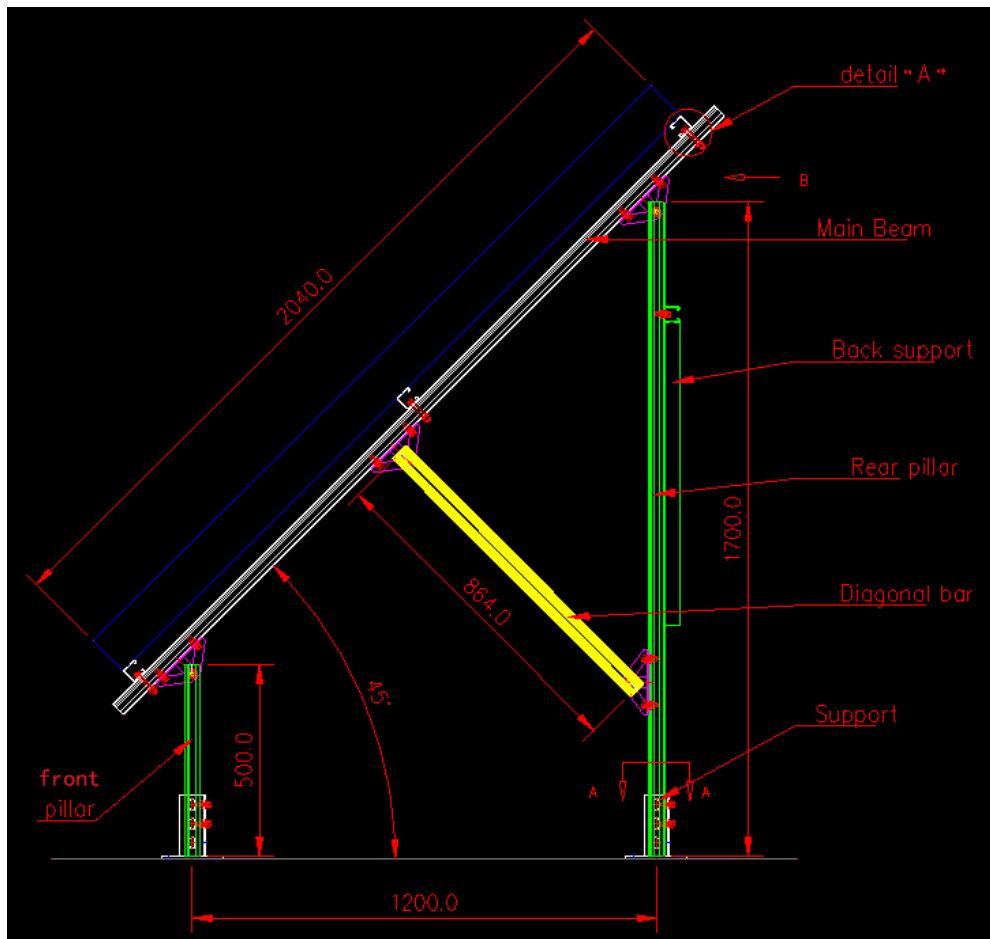 detail "A"
B
Main Beam
2040.0
Back support
Rear pillar
1700.0
864.0
Diagonal bar
45°
Support
500.0
front
pillar
A A
1200.0